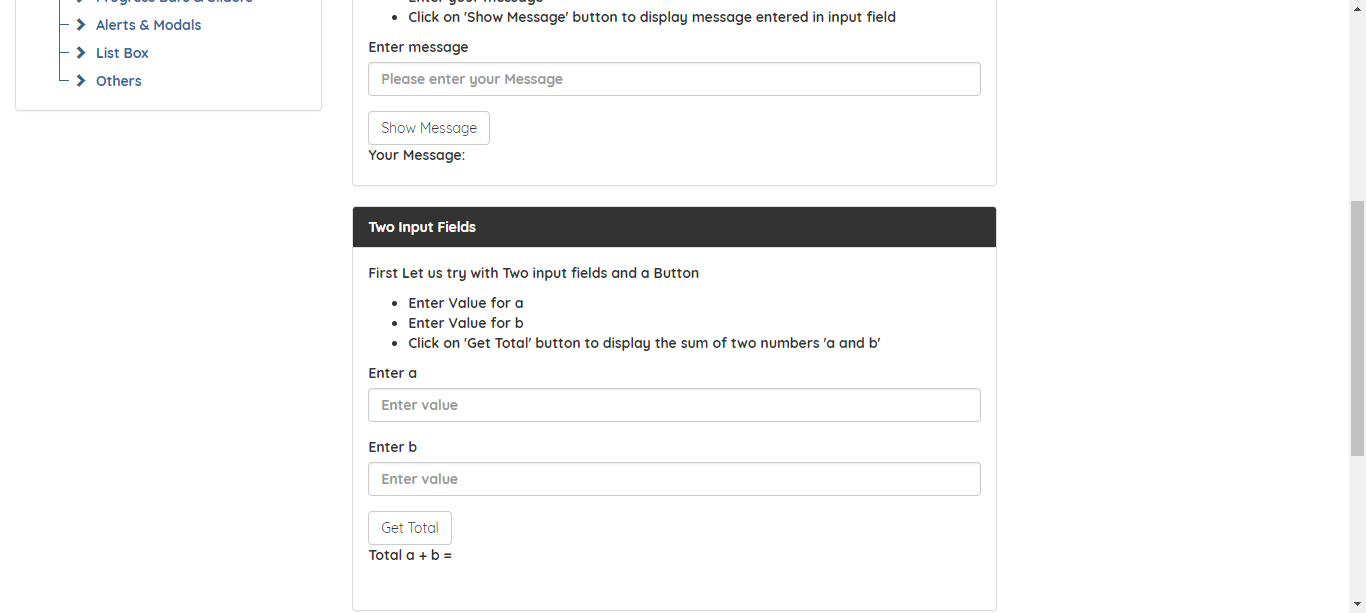 Progress Bars & Sliders
Alerts & Modals
List Box
Others
Enter your message
Click on 'Show Message' button to display message entered in input field
Enter message
Please enter your Message
Show Message
Your Message:
Two Input Fields
First Let us try with Two input fields and a Button
Enter Value for a
Enter Value for b
Click on 'Get Total' button to display the sum of two numbers 'a and b'
Enter a
Enter value
Enter b
Enter value
Get Total
Total a + b =